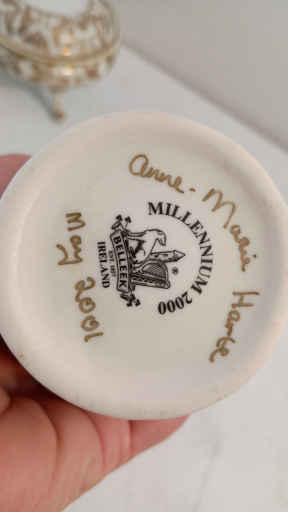 Anne-Marie Harte
May 2001
MILLENNIUM 2000
BELLEEK
®
IRELAND